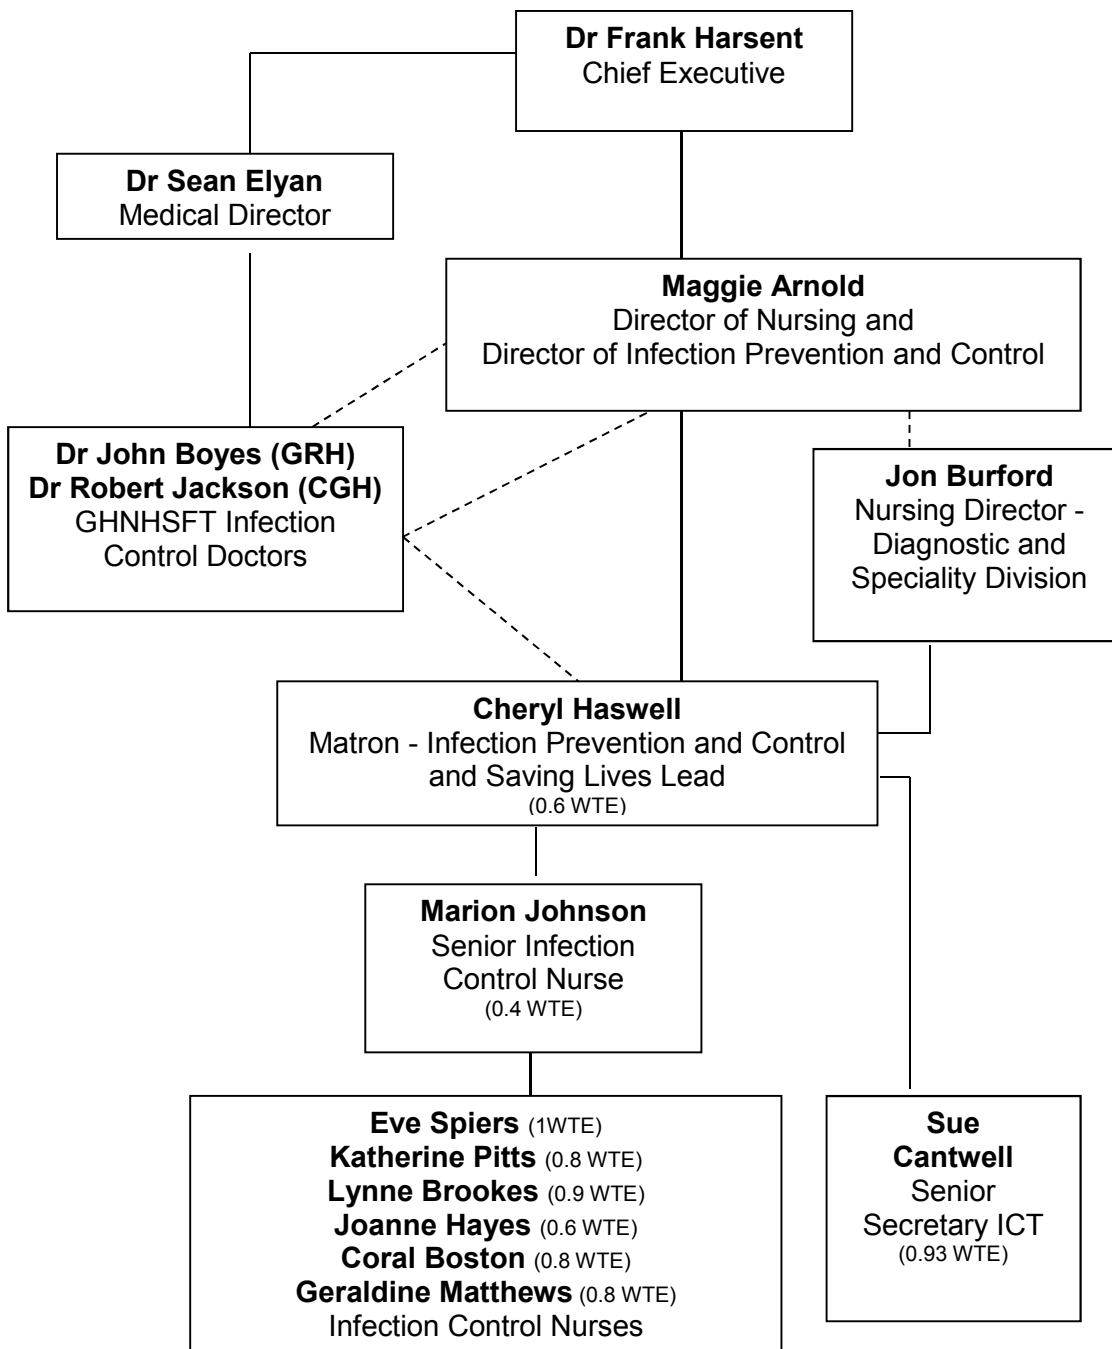 Dr Frank Harsent
Chief Executive
Dr Sean Elyan
Medical Director
Maggie Arnold
Director of Nursing and
Director of Infection Prevention and Control
Dr John Boyes (GRH)
Dr Robert Jackson (CGH)
GHNHSFT Infection
Control Doctors
Jon Burford
Nursing Director -
Diagnostic and
Speciality Division
Cheryl Haswell
Matron - Infection Prevention and Control
and Saving Lives Lead
(0.6 WTE)
Marion Johnson
Senior Infection
Control Nurse
(0.4 WTE)
Eve Spiers (1WTE)
Katherine Pitts (0.8 WTE)
Lynne Brookes (0.9 WTE)
Joanne Hayes (0.6 WTE)
Coral Boston (0.8 WTE)
Geraldine Matthews (0.8 WTE)
Infection Control Nurses
Sue
Cantwell
Senior
Secretary ICT
(0.93 WTE)